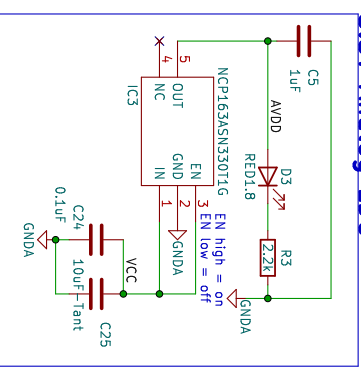 C5
1uF
4
5
NC
OUT
IC3
NCP163ASN330T1G
AVDD
D3
RED1.8
GND
EN
IN
1
2
3
EN high = on
EN low = off
GNDA
R3
2.2k
GNDA
C24
0.1uF
VCC
GNDA
10uF-Tant
C25